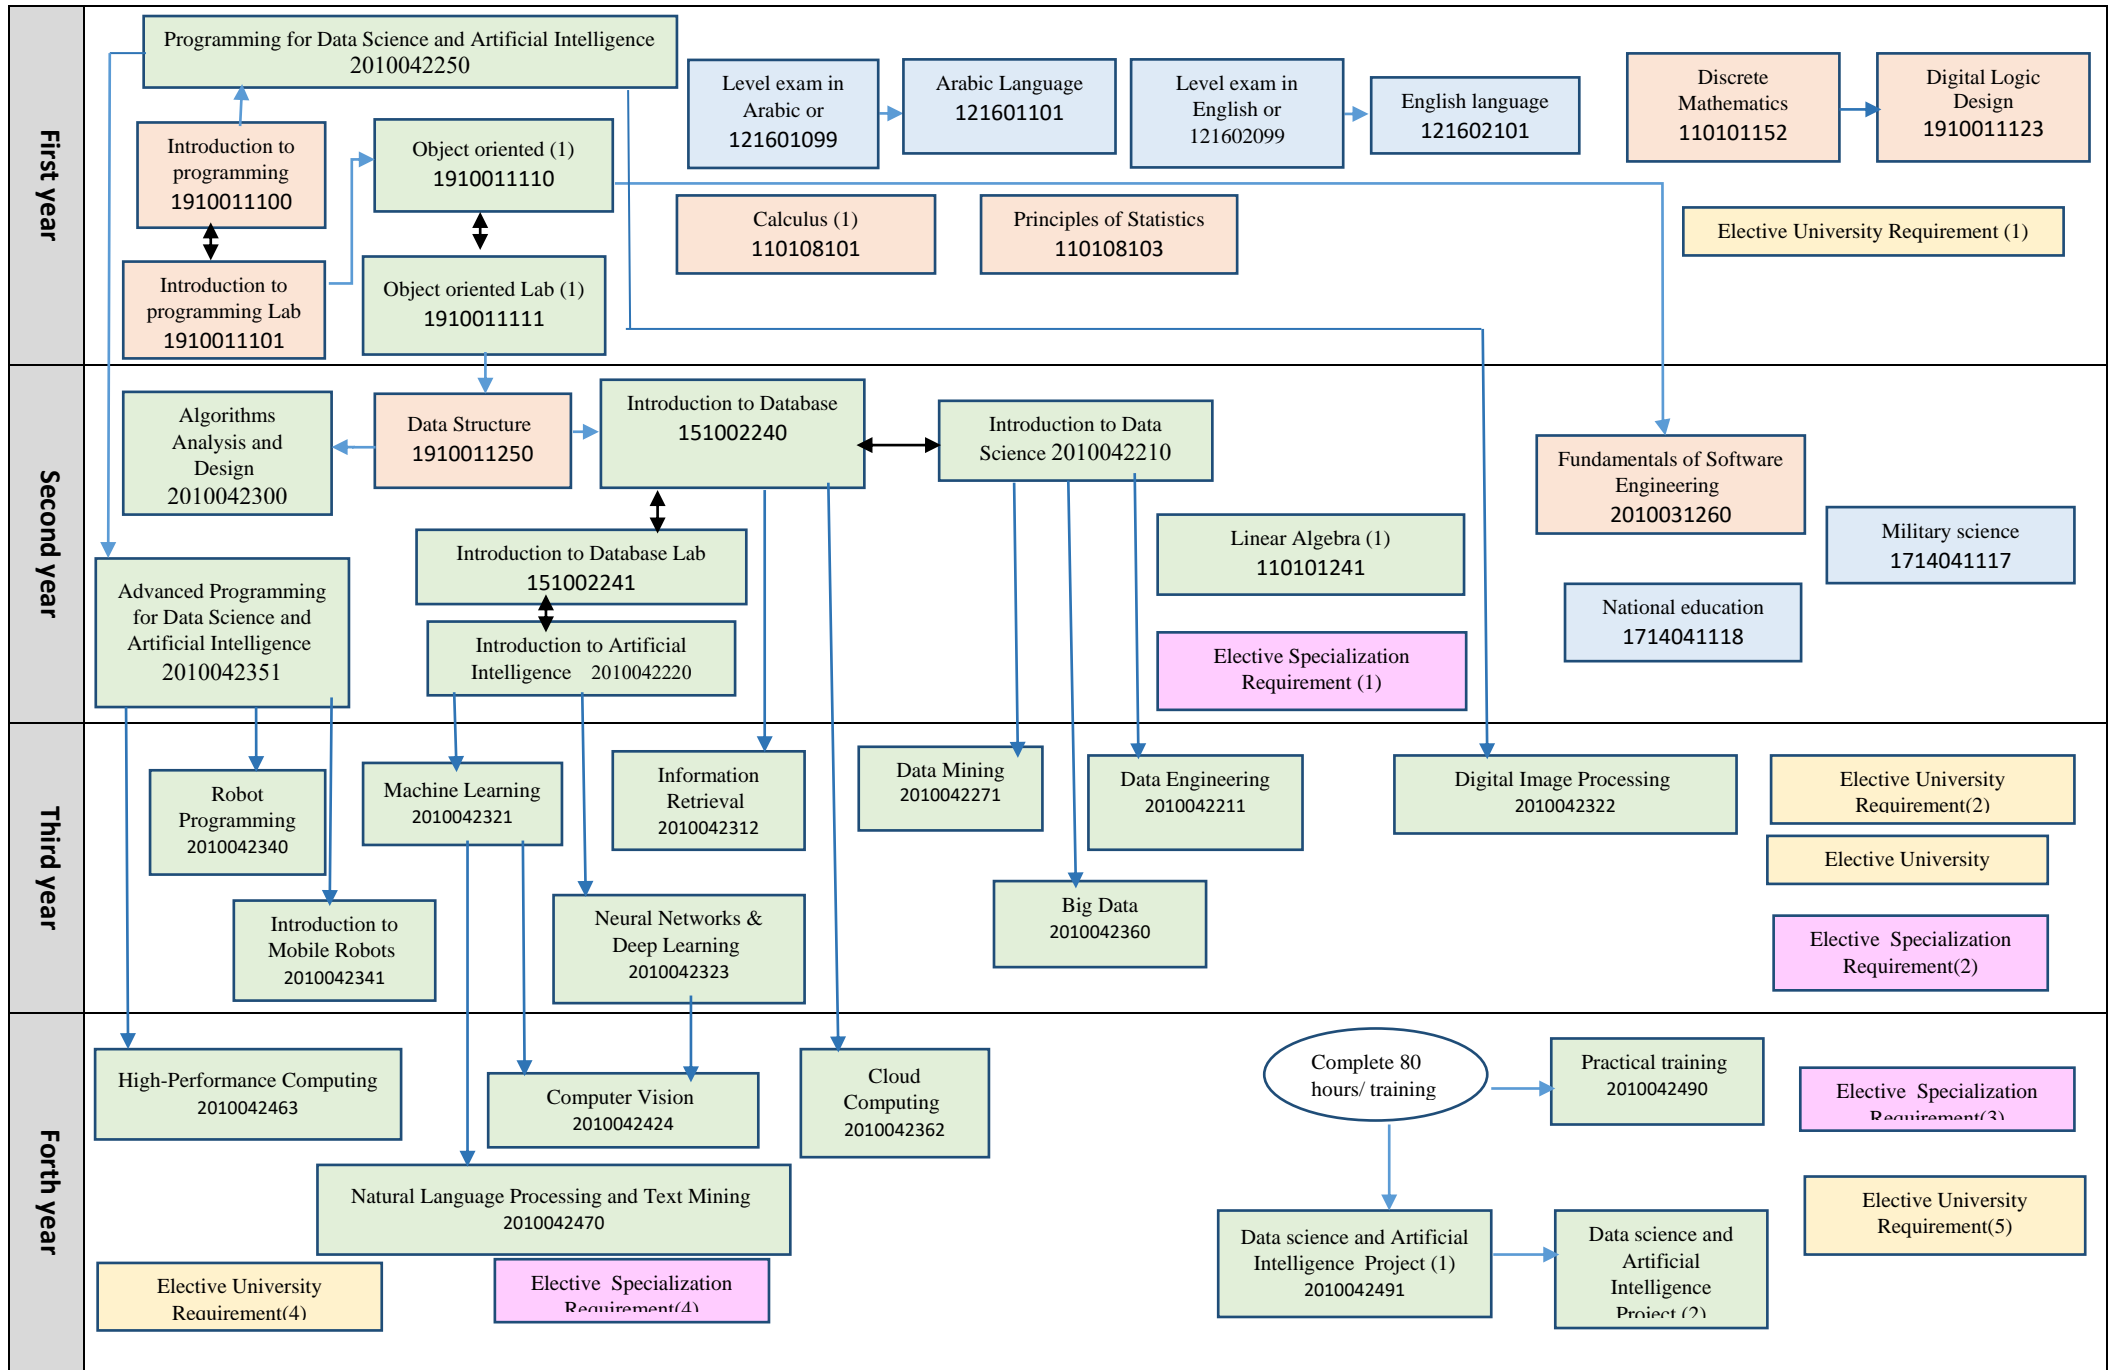 First year
Programming for Data Science and Artificial Intelligence
2010042250
Level exam in
Arabic or
121601099
Arabic Language
121601101
Level exam in
English or
121602099
English language
121602101
Discrete
Mathematics
110101152
Digital Logic
Design
1910011123
Introduction to
programming
1910011100
Object oriented (1)
1910011110
Calculus (1)
110108101
Principles of Statistics
110108103
Elective University Requirement (1)
Introduction to
programming Lab
1910011101
Object oriented Lab (1)
1910011111
Second year
Algorithms
Analysis and
Design
2010042300
Data Structure
1910011250
Introduction to Database
151002240
Introduction to Data
Science 2010042210
Fundamentals of Software
Engineering
2010031260
Introduction to Database Lab
151002241
Linear Algebra (1)
110101241
Military science
1714041117
Advanced Programming
for Data Science and
Artificial Intelligence
2010042351
National education
1714041118
Introduction to Artificial
Intelligence 2010042220
Elective Specialization
Requirement (1)
Third year
Robot
Programming
2010042340
Machine Learning
2010042321
Information
Retrieval
2010042312
Data Mining
2010042271
Data Engineering
2010042211
Digital Image Processing
2010042322
Elective University
Requirement(2)
Elective University
Introduction to
Mobile Robots
2010042341
Neural Networks &
Deep Learning
2010042323
Big Data
2010042360
Elective Specialization
Requirement(2)
Forth year
High-Performance Computing
2010042463
Computer Vision
2010042424
Cloud
Computing
2010042362
Complete 80
hours/ training
Practical training
2010042490
Elective Specialization
Requirement(3)
Natural Language Processing and Text Mining
2010042470
Elective University
Requirement(5)
Data science and Artificial
Intelligence Project (1)
2010042491
Data science and
Artificial
Intelligence
Project (2)
Elective University
Requirement(4)
Elective Specialization
Requirement(4)